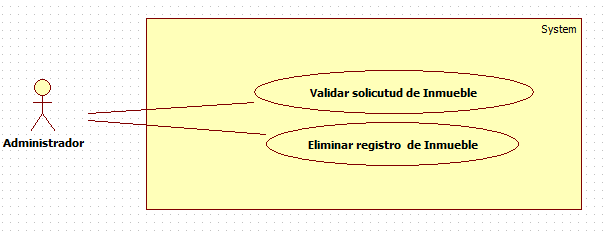 System
Validar solicutud de Inmueble
Administrador
Eliminar registro de Inmueble